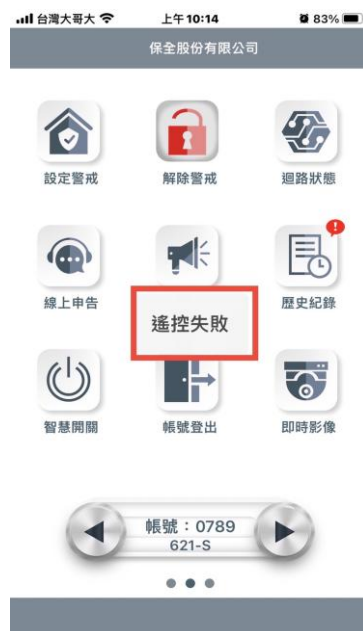 台灣大哥大
上午10:14
83%
保全股份有限公司
設定警戒
解除警戒
迴路狀態
線上申告
歷史紀錄
遙控失敗
智慧開關
帳號登出
即時影像
帳號：0789
621-S